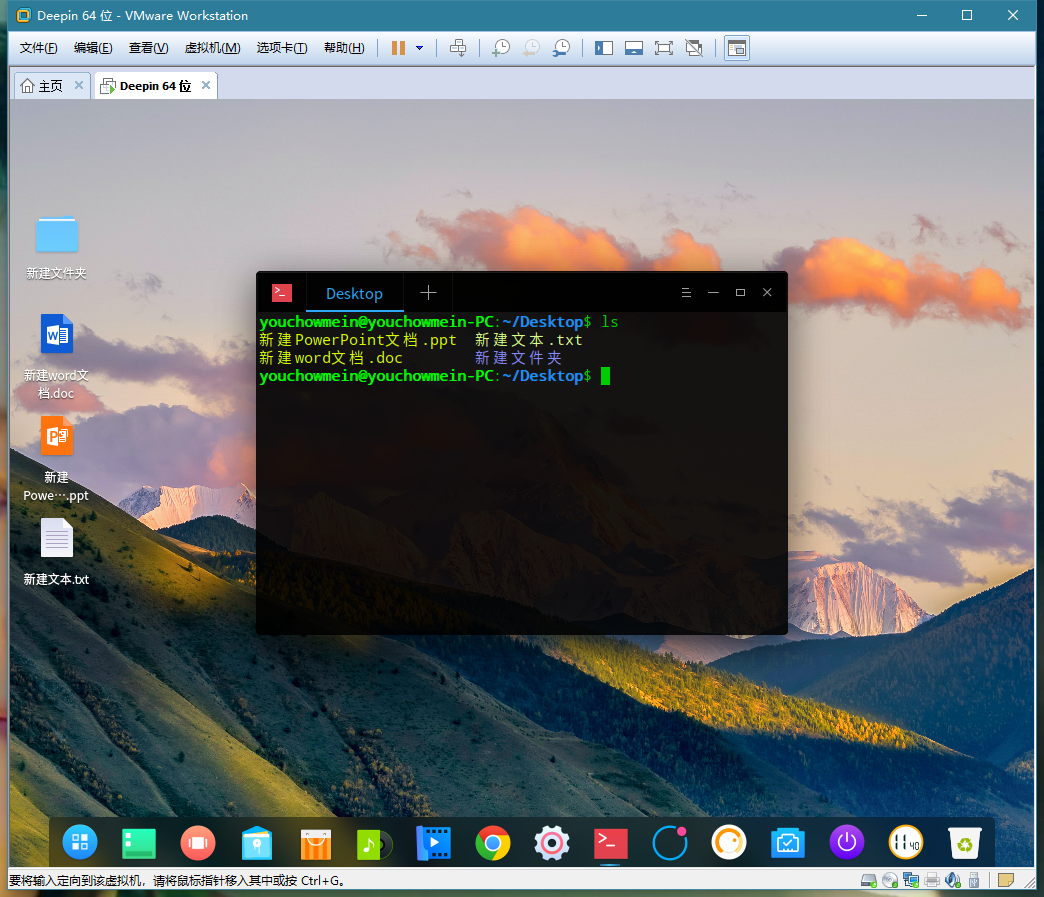 Deepin 64 位 - VMware Workstation
文件(F) 编辑(E) 查看(V) 虚拟机(M) 选项卡(T) 帮助(H)
主页 Deepin 64 位
新建文件夹
新建word文
档.doc
新建
Powe···.ppt
新建文本.txt
Desktop
youchowmein@youchowmein-PC:~/Desktop$ ls
新建PowerPoint文档.ppt 新建文本.txt
新建word文档.doc 新建文件夹
youchowmein@youchowmein-PC:~/Desktop$
11 40
要将输入定向到该虚拟机，请将鼠标指针移入其中或按 Ctrl+G。